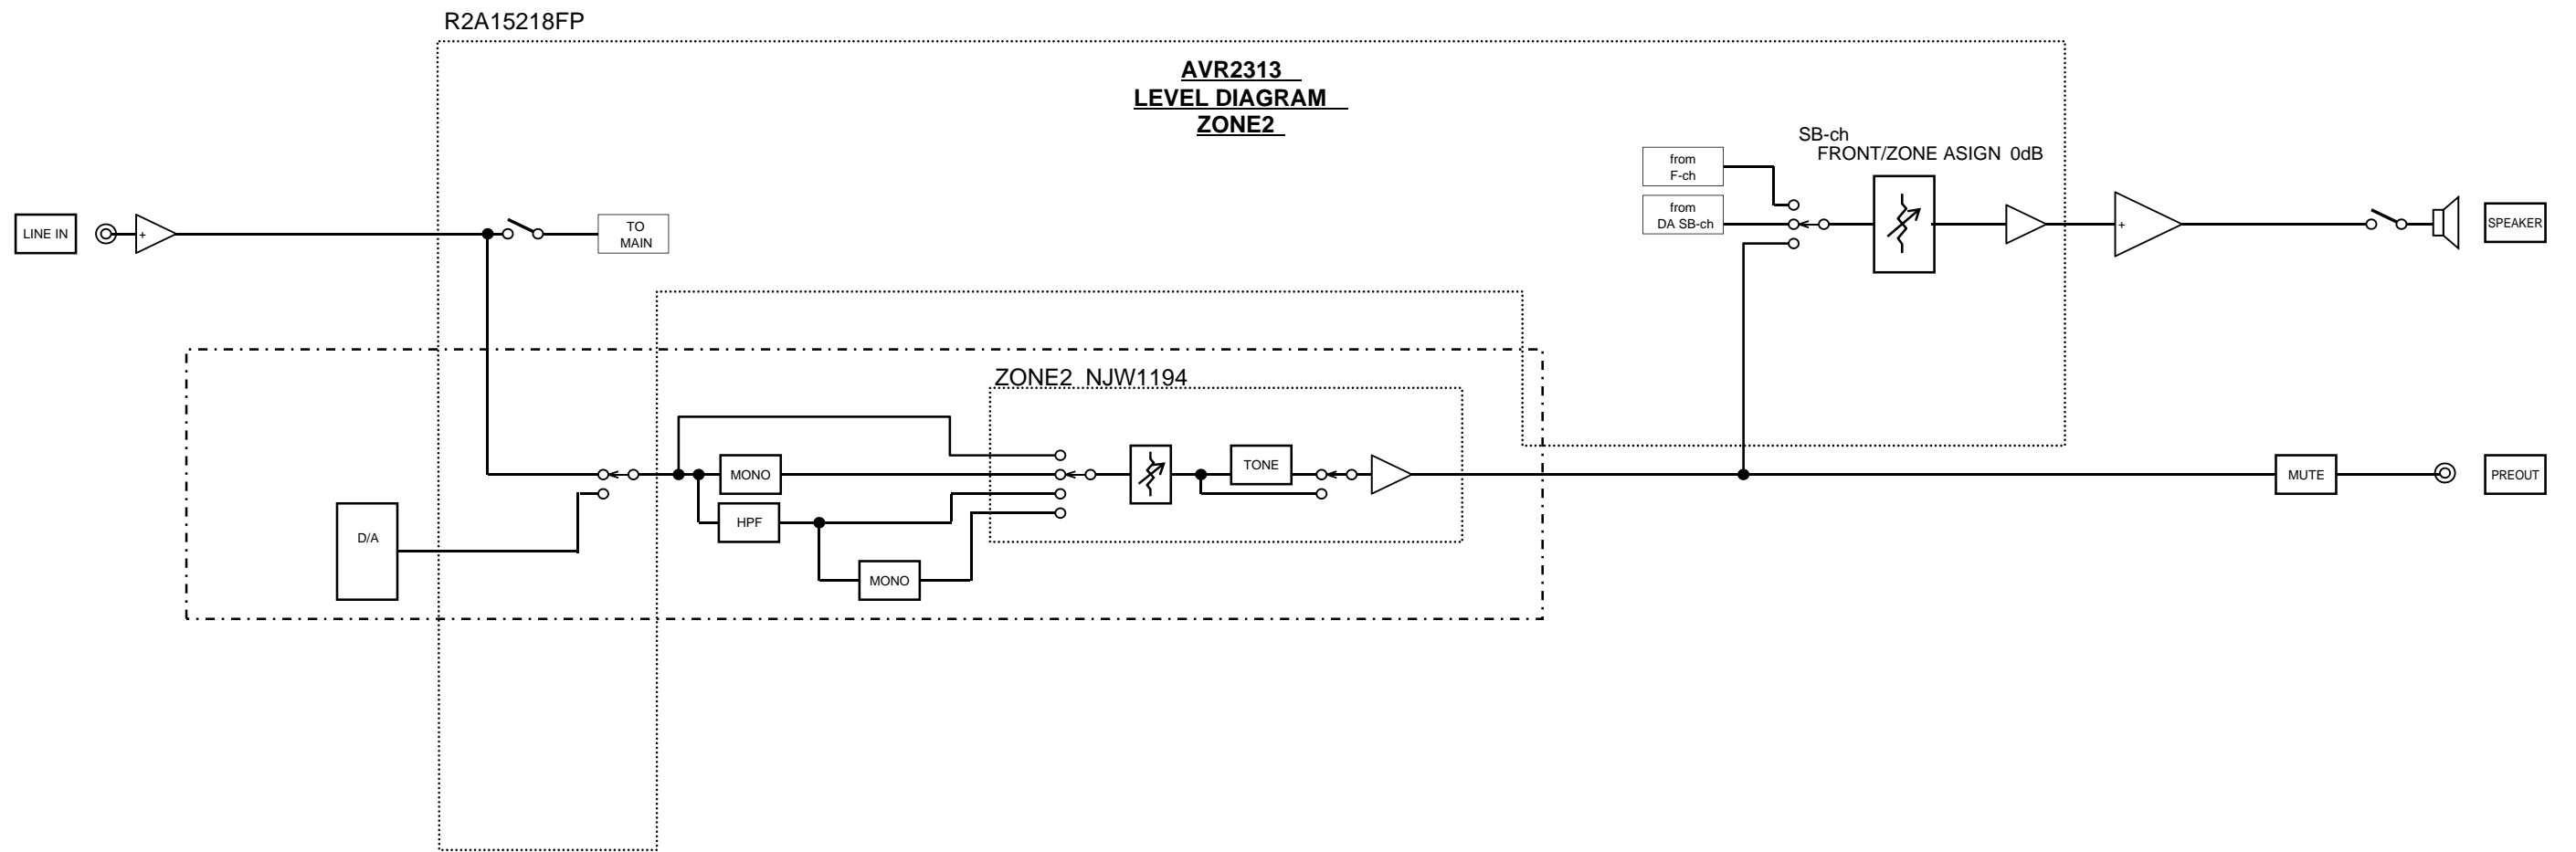 R2A15218FP
AVR2313
LEVEL DIAGRAM
ZONE2
SB-ch
FRONT/ZONE ASIGN 0dB
from
F-ch
from
DA SB-ch
LINE IN
+
TO
MAIN
+
SPEAKER
ZONE2 NJW1194
MONO
TONE
MUTE
PREOUT
HPF
D/A
MONO